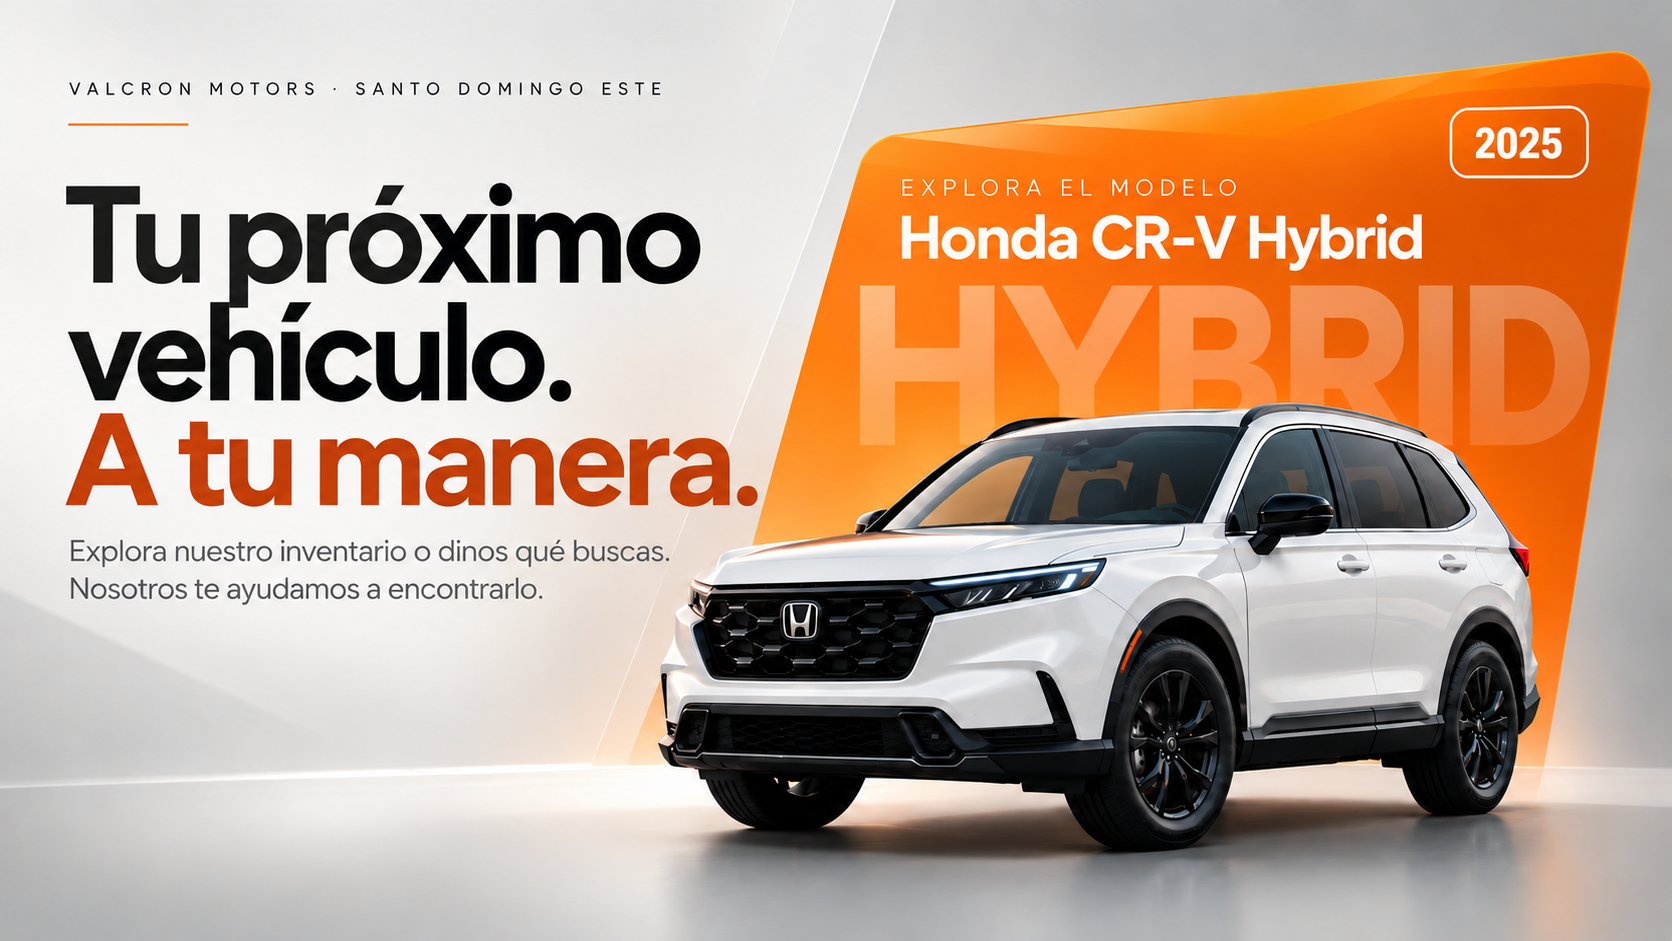 VALCRON MOTORS · SANTO DOMINGO ESTE
Tu próximo
vehículo.
A tu manera.
Explora nuestro inventario o dinos qué buscas.
Nosotros te ayudamos a encontrarlo.
2025
EXPLORA EL MODELO
Honda CR-V Hybrid
HYBRID